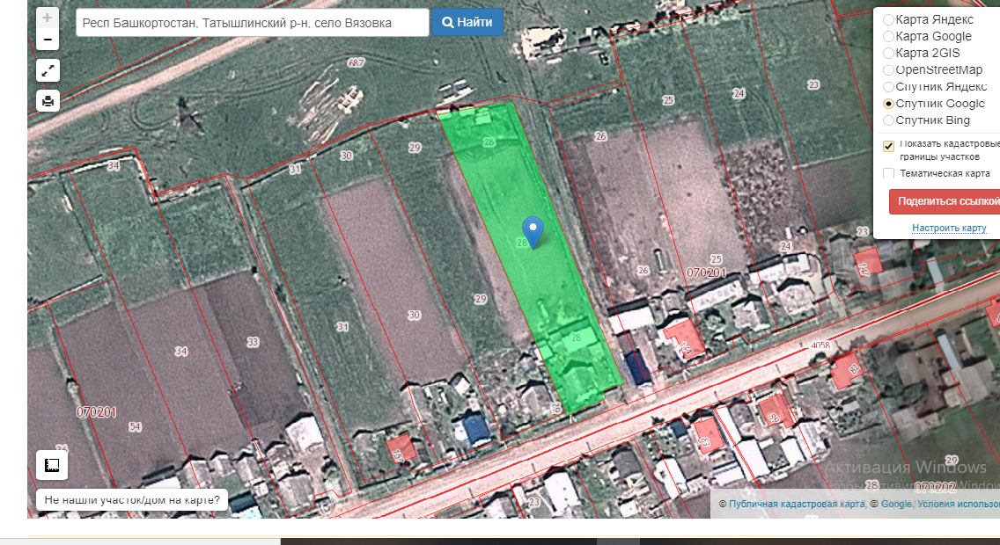 +
Респ Башкортостан, Татышлинский р-н, село Вязовка
Найти
-
Карта Яндекс
Карта Google
Карта 2GIS
OpenStreetMap
Спутник Яндекс
Спутник Google
Спутник Bing
Показать кадастровые
границы участков
Тематическая карта
Поделиться ссылкой
Настроить карту
687
23
24
25
26
28
29
30
31
34
28
23
24
25
26
070201
29
30
31
28
4058
33
34
070201
54
29
28
070202
23
Активация Windows
Не нашли участок/дом на карте?
© Публичная кадастровая карта, © Google, Условия использо